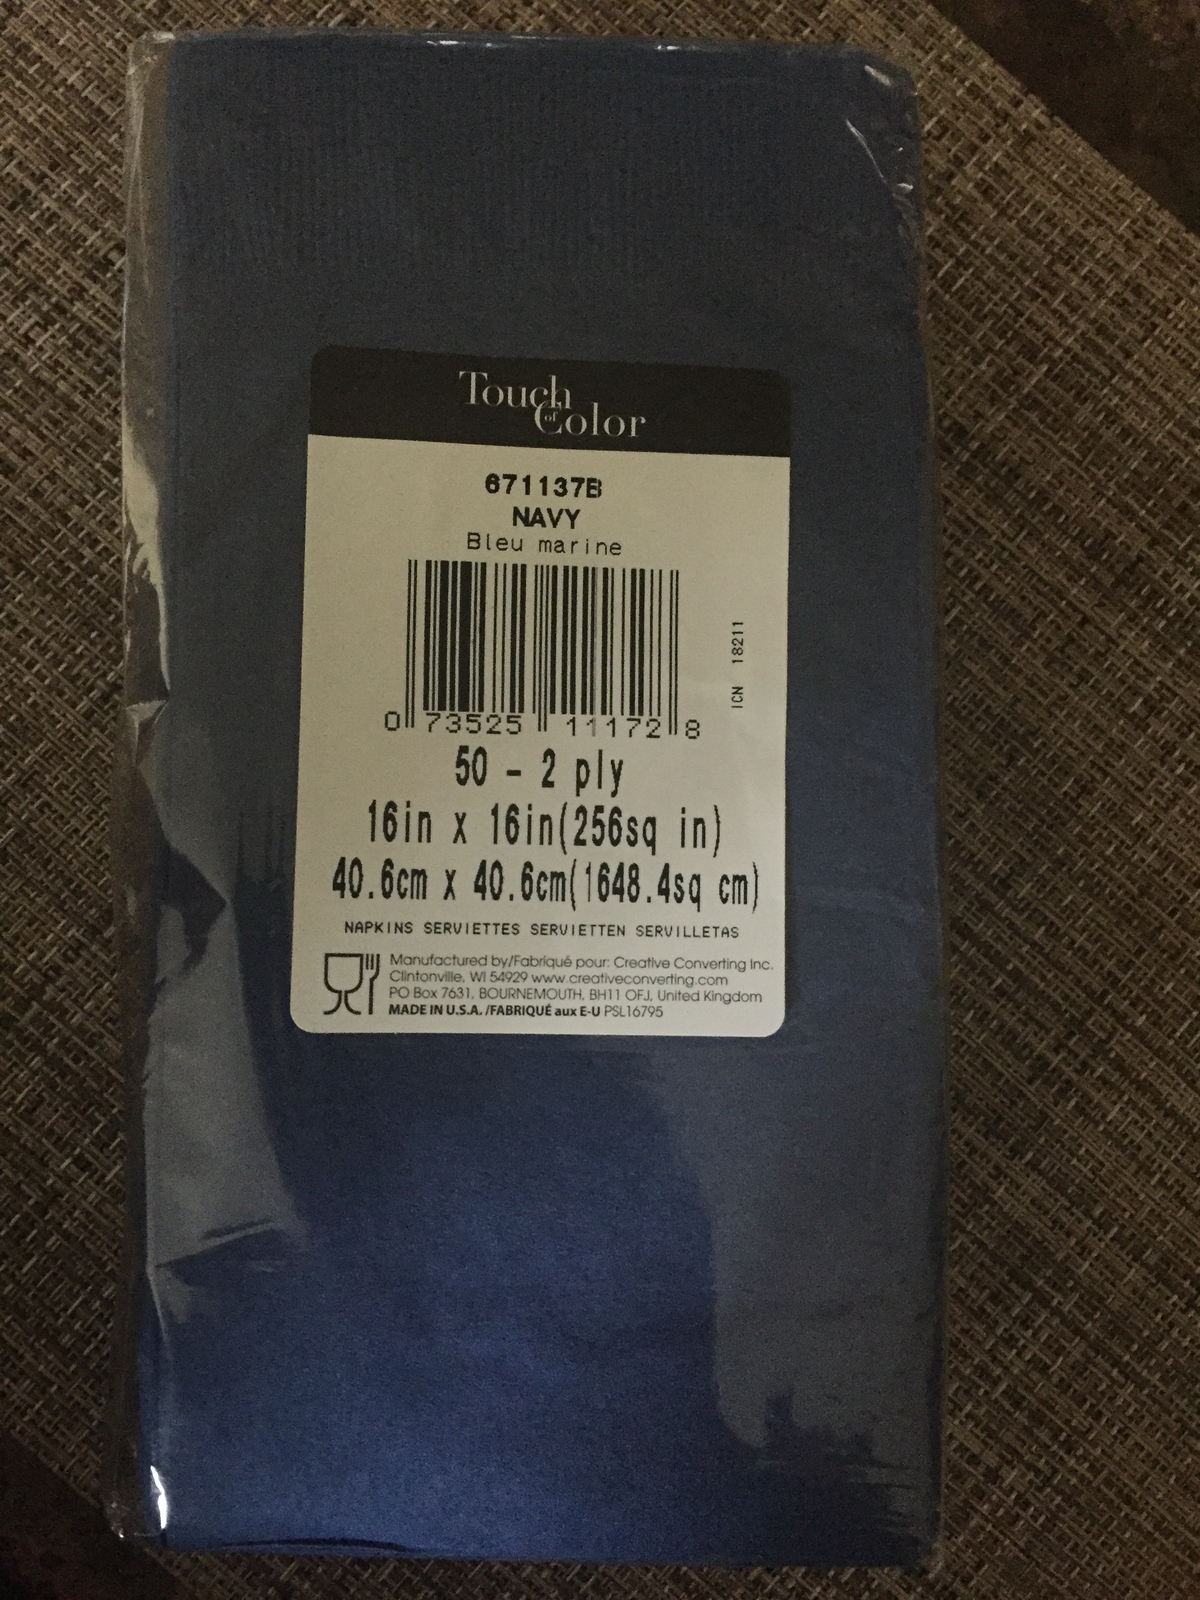 Touch
of
Color
671137B
NAVY
Bleu marine
ICN 18211
0 73525 11172 8
50 - 2 ply
16in x 16in(256sq in)
40.6cm x 40.6cm(1648.4sq cm)
NAPKINS SERVIETTES SERVIETTEN SERVILLETAS
Manufactured by/Fabriqué pour: Creative Converting Inc.
Clintonville, WI 54929 www.creativeconverting.com
PO Box 7631, BOURNEMOUTH, BH11 OFJ, United Kingdom
MADE IN U.S.A. /FABRIQUÉ aux E-U PSL16795